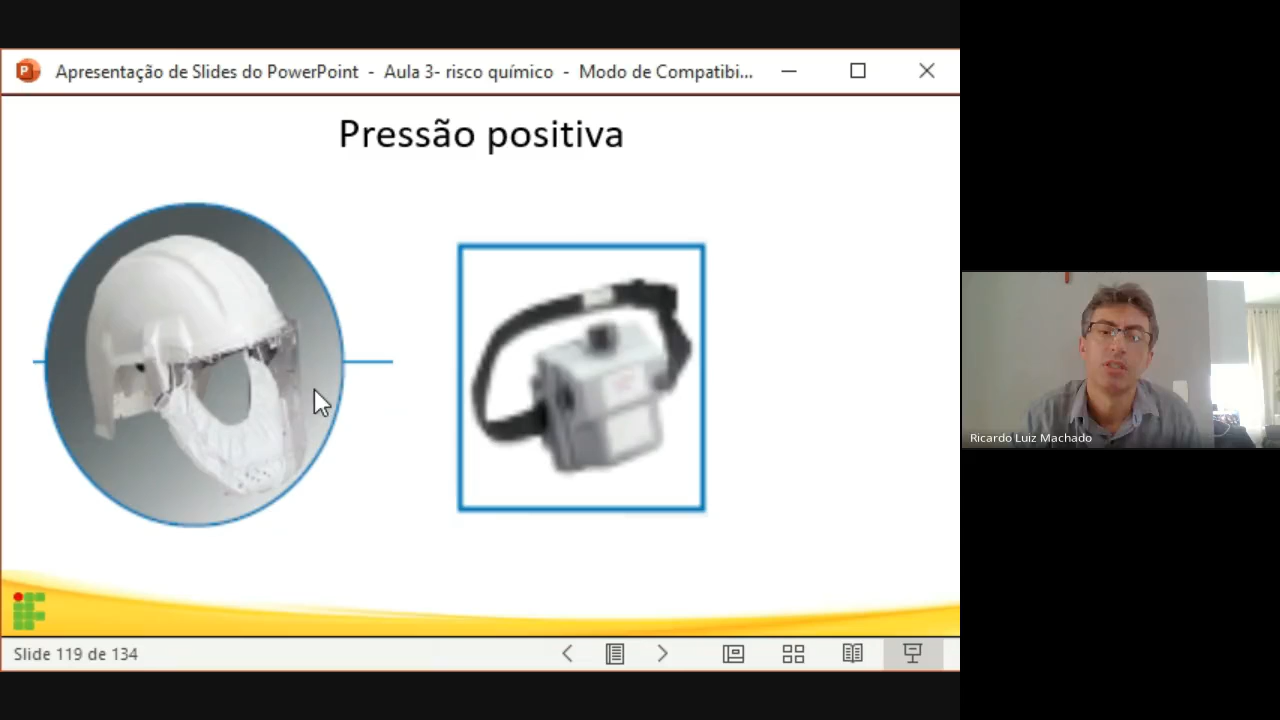 Apresentação de Slides do PowerPoint - Aula 3- risco químico - Modo de Compatibi...
Pressão positiva
Ricardo Luiz Machado
Slide 119 de 134